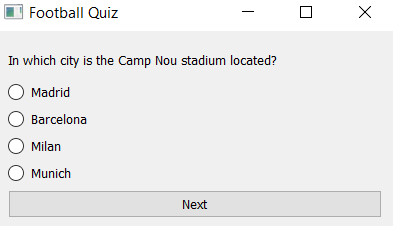 Football Quiz
In which city is the Camp Nou stadium located?
Madrid
Barcelona
Milan
Munich
Next